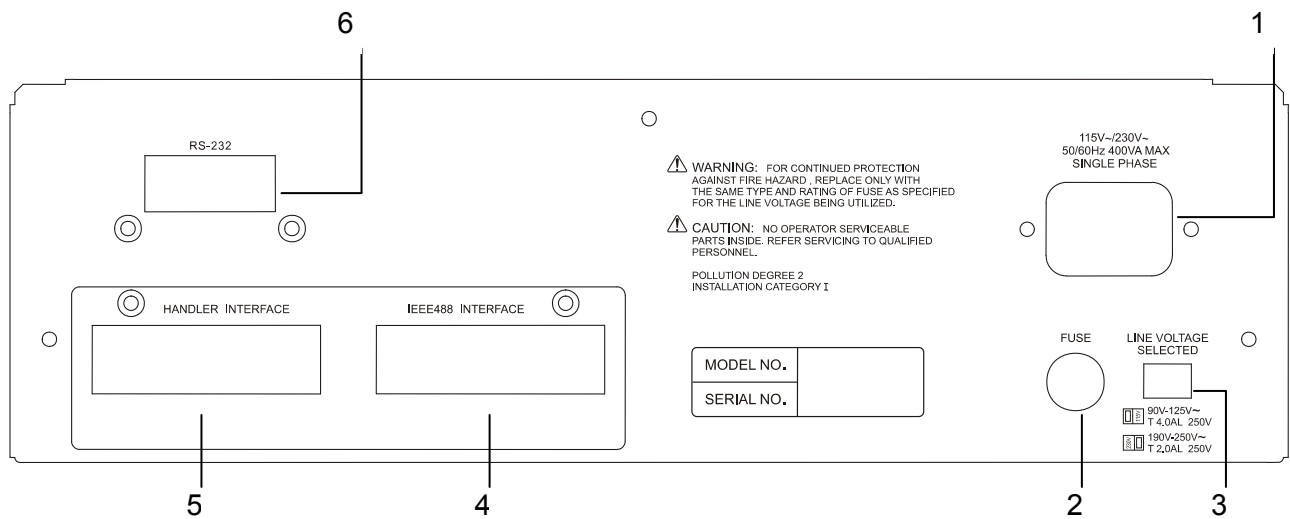 6
1
RS-232
115V~/230V~
50/60Hz 400VA MAX
SINGLE PHASE
WARNING: FOR CONTINUED PROTECTION
AGAINST FIRE HAZARD , REPLACE ONLY WITH
THE SAME TYPE AND RATING OF FUSE AS SPECIFIED
FOR THE LINE VOLTAGE BEING UTILIZED.
CAUTION: NO OPERATOR SERVICEABLE
PARTS INSIDE. REFER SERVICING TO QUALIFIED
PERSONNEL.
POLLUTION DEGREE 2
INSTALLATION CATEGORY I
HANDLER INTERFACE
IEEE488 INTERFACE
MODEL NO.
SERIAL NO.
FUSE
LINE VOLTAGE
SELECTED
115V
90V-125V~
T 4.0AL 250V
230V
190V-250V~
T 2.0AL 250V
5
4
2
3